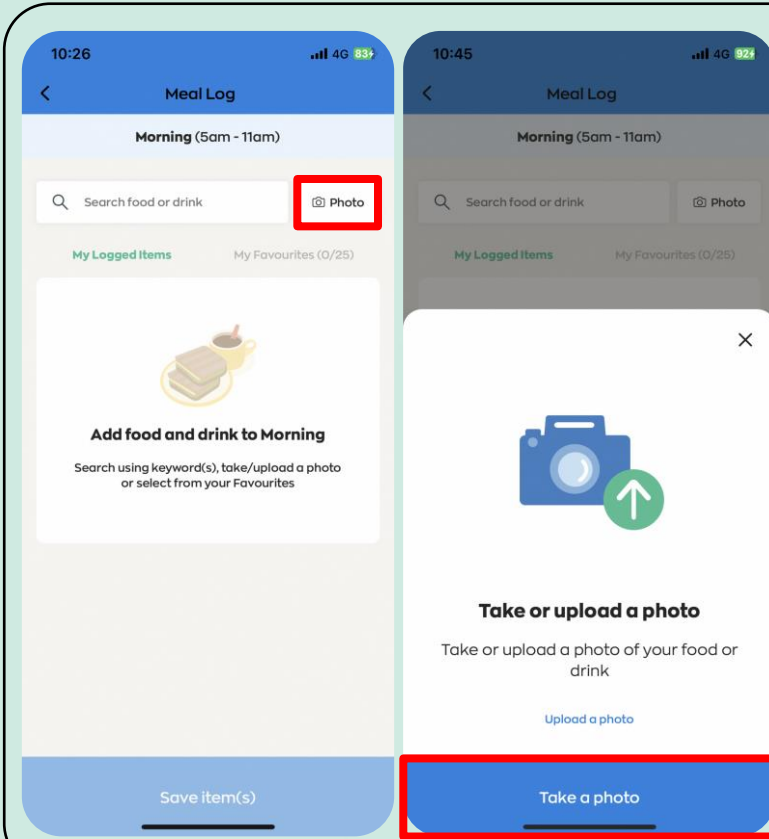 10:26
4G 83
Meal Log
Morning (5am - 11am)
Search food or drink
Photo
My Logged Items
My Favourites (0/25)
Add food and drink to Morning
Search using keyword(s), take/upload a photo
or select from your Favourites
Save item(s)
10:45
4G 92
Meal Log
Morning (5am - 11am)
Search food or drink
Photo
My Logged Items
My Favourites (0/25)
Take or upload a photo
Take or upload a photo of your food or
drink
Upload a photo
Take a photo